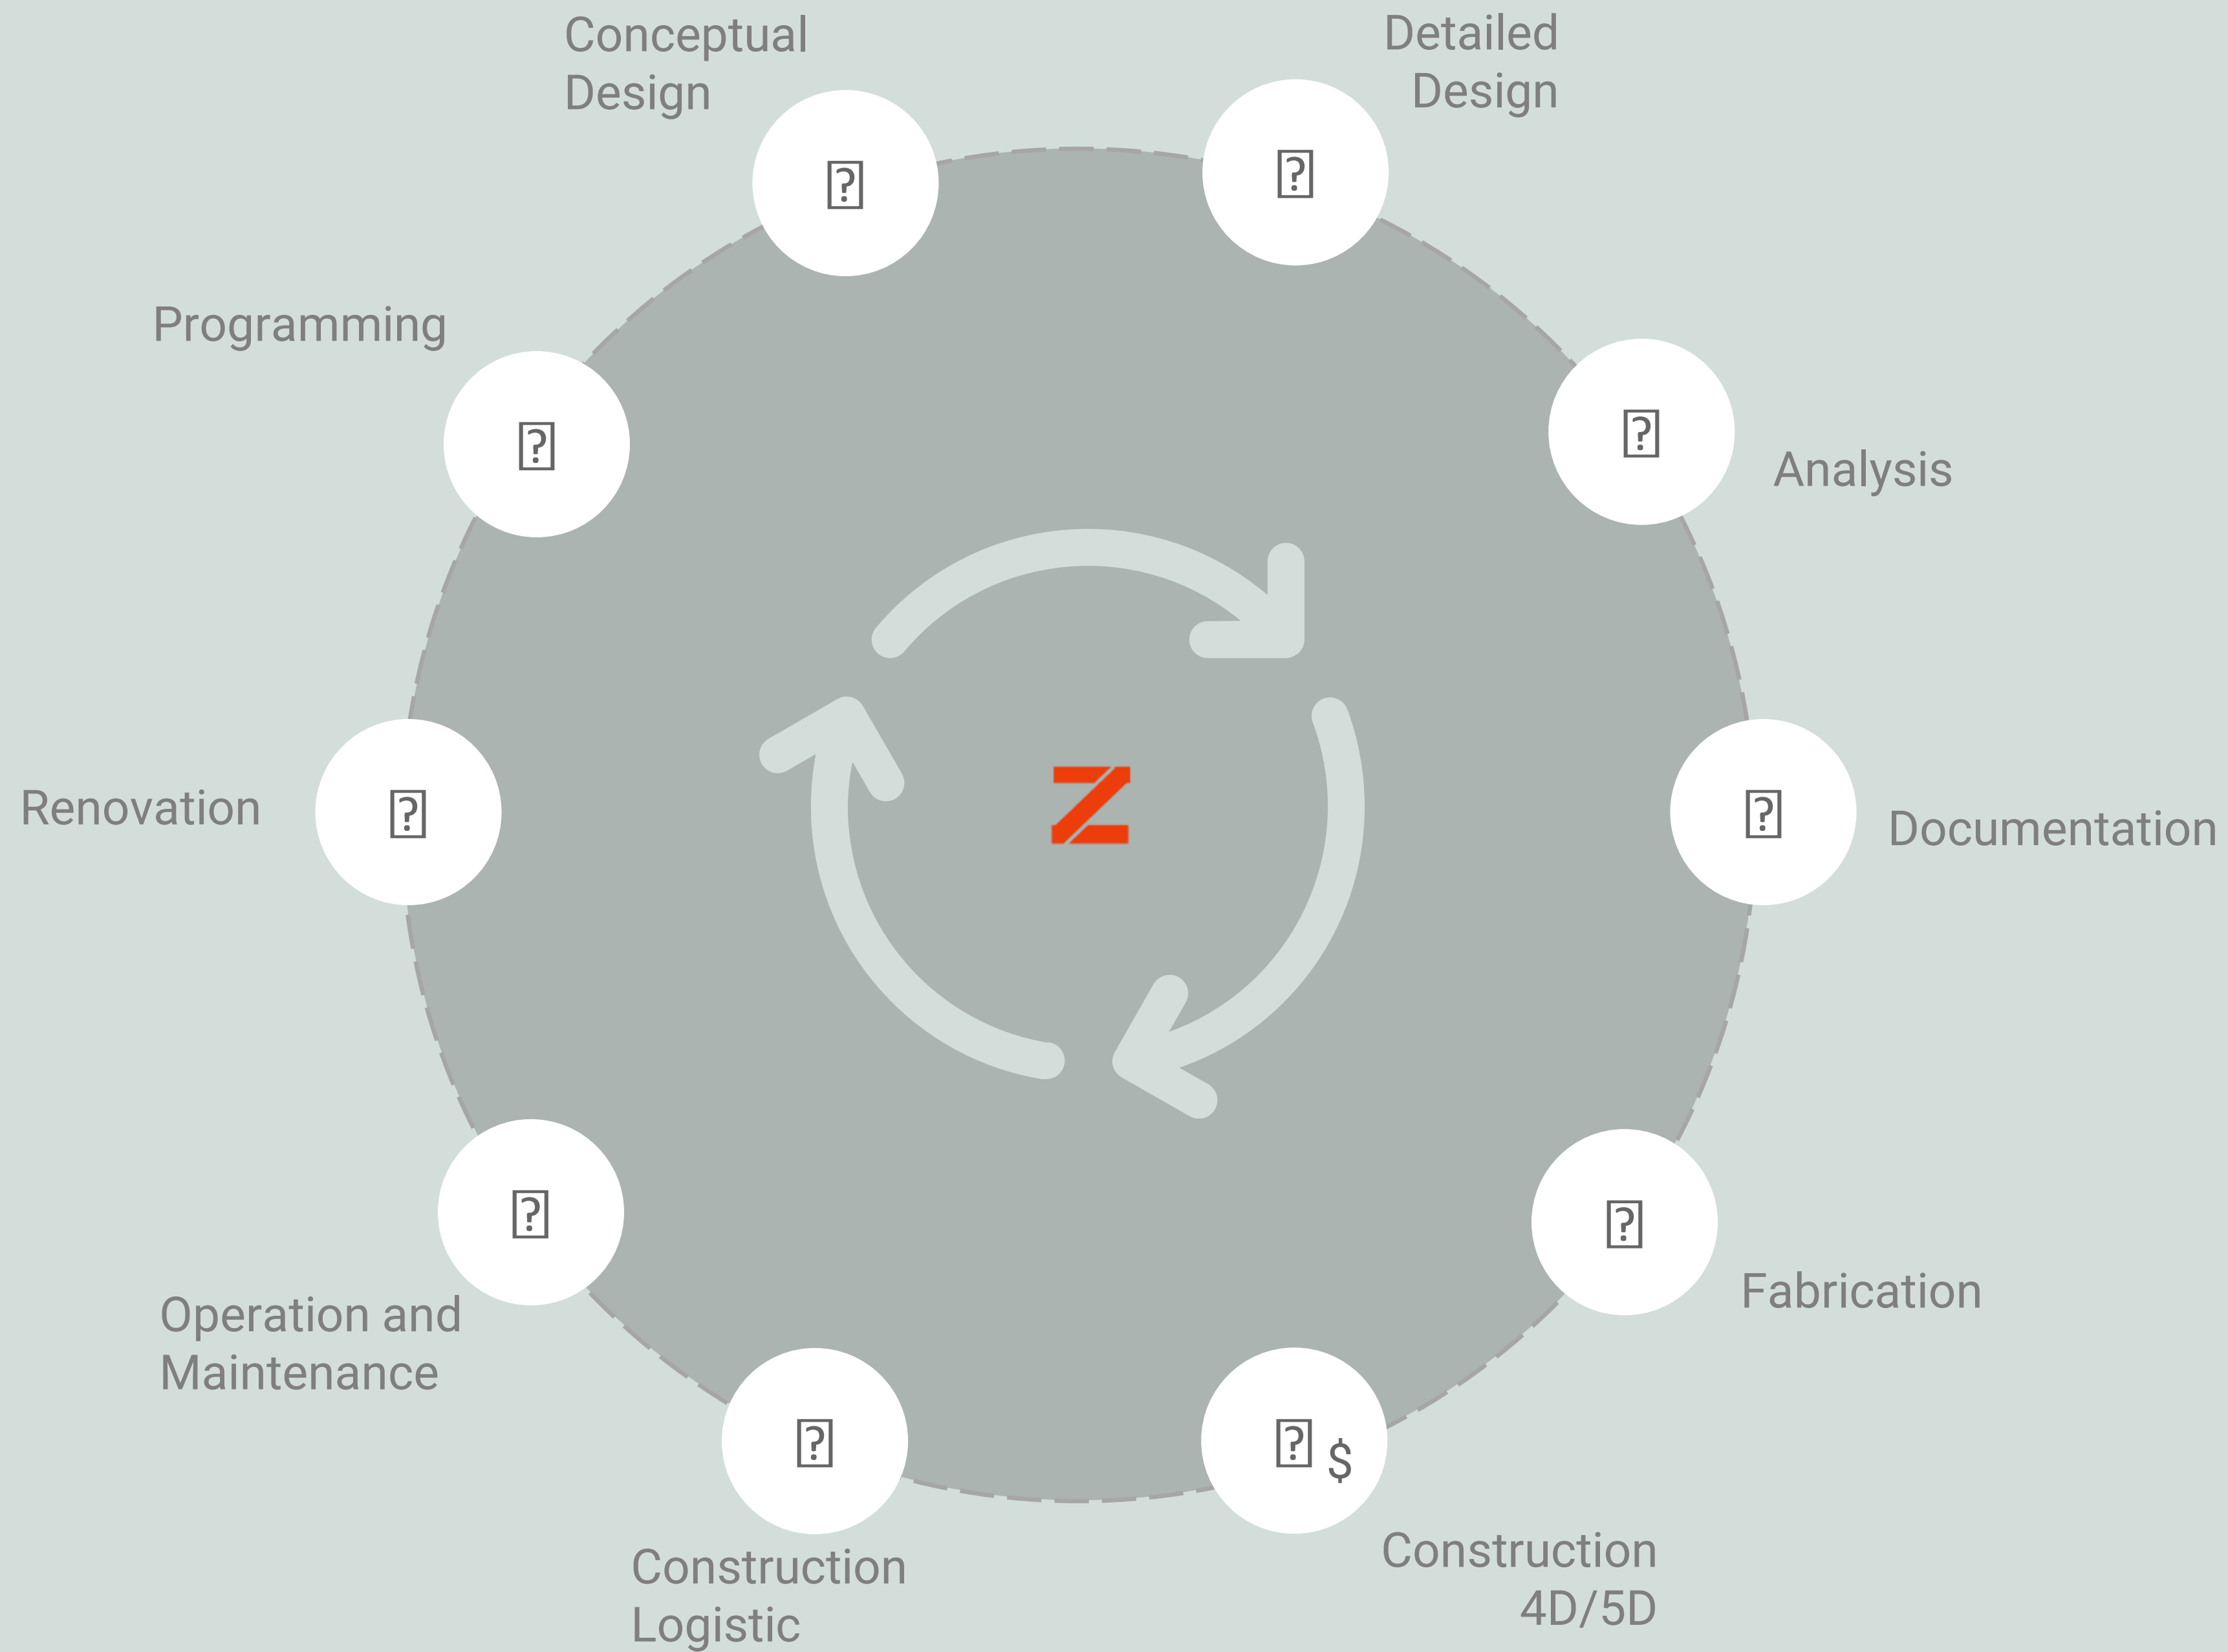 Conceptual
Design
Detailed
Design
Programming
Analysis
Renovation
Documentation
Operation and
Maintenance
Fabrication
$
Construction
Logistic
Construction
4D/5D
Z